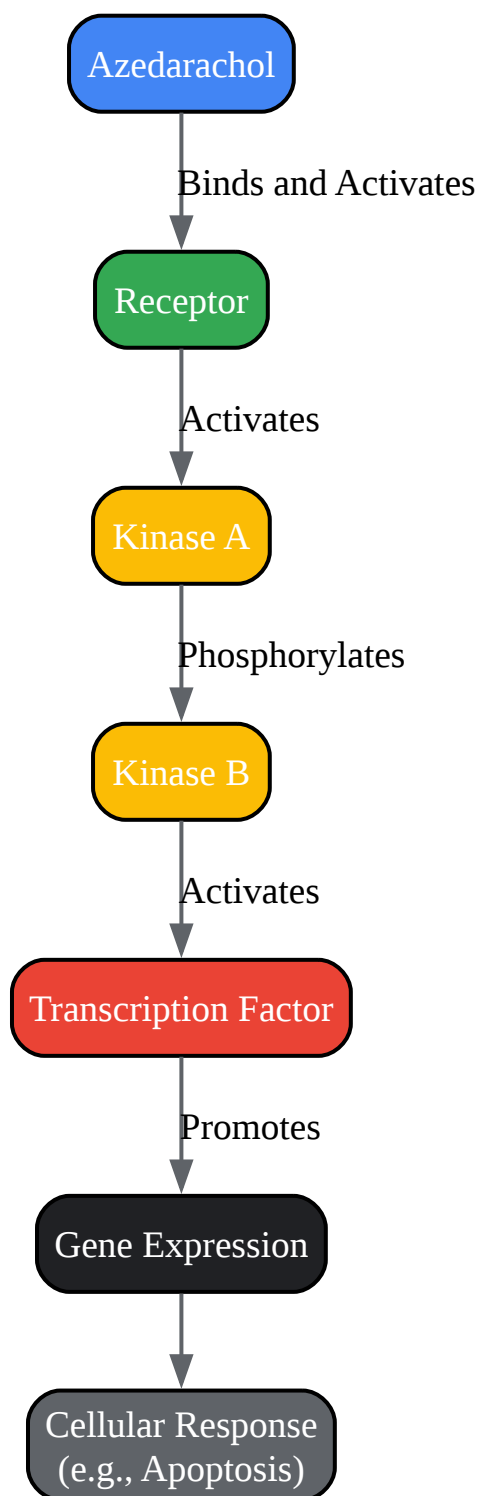 Azedarachol
Binds and Activates
Receptor
Activates
Kinase A
Phosphorylates
Kinase B
Activates
Transcription Factor
Promotes
Gene Expression
Cellular Response
(e.g., Apoptosis)